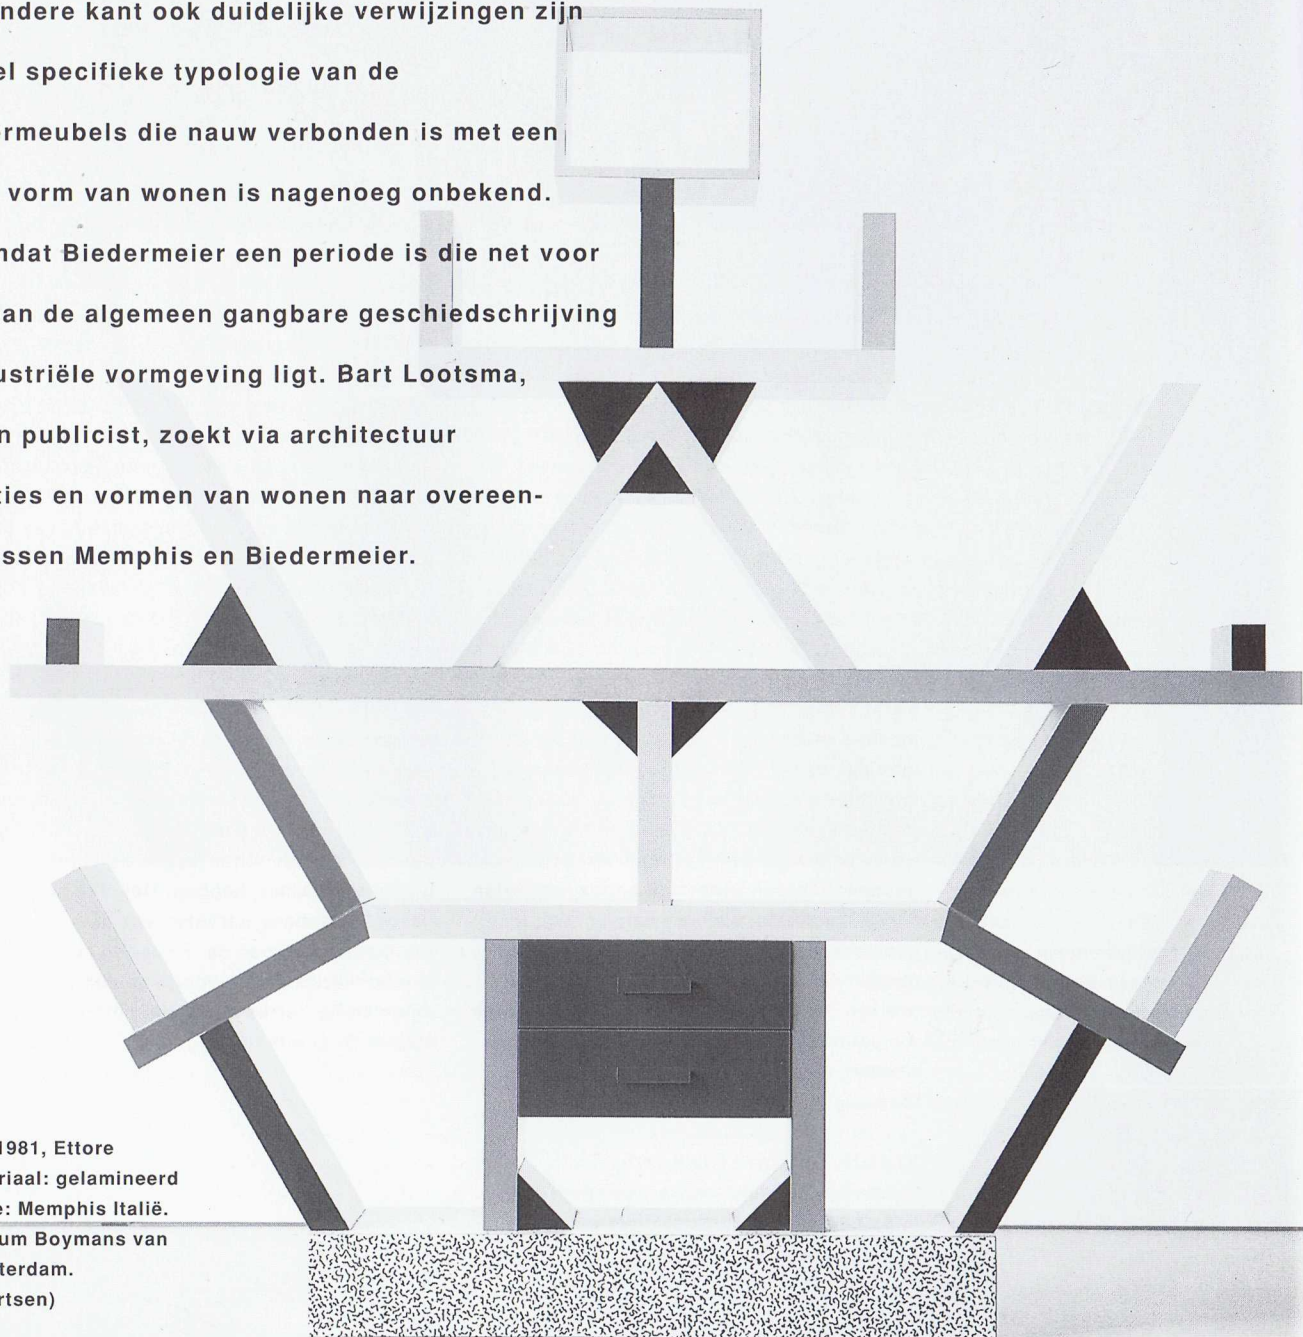 ndere kant ook duidelijke verwijzingen zijn
el specifieke typologie van de
ermeubels die nauw verbonden is met een
vorm van wonen is nagenoeg onbekend.
ndat Biedermeier een periode is die net voor
an de algemeen gangbare geschiedschrijving
ustriële vormgeving ligt. Bart Lootsma,
n publicist, zoekt via architectuur
ties en vormen van wonen naar overeen-
ssen Memphis en Biedermeier.
1981, Ettore
riaal: gelamineerd
e: Memphis Italië.
um Boymans van
terdam.
rtsen)